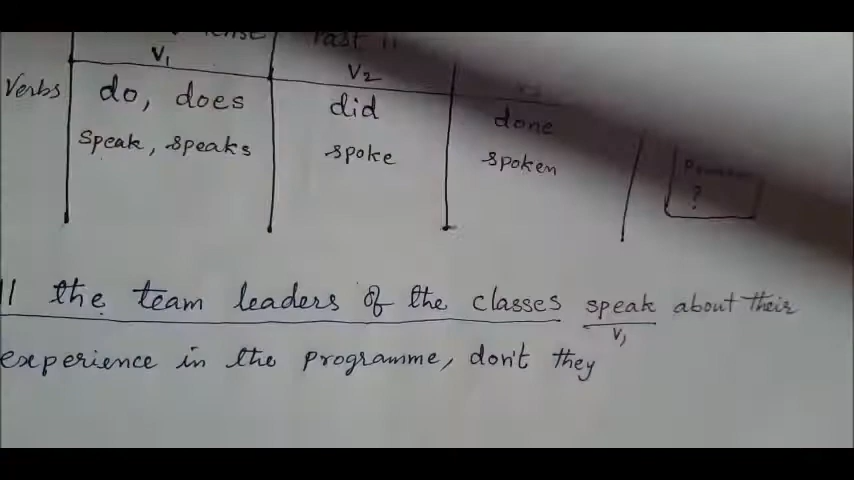 V1 V2
Verbs do, does did done
Speak, speaks spoke spoken
?
the team leaders of the classes speak about their
V1
experience in the programme, don't they